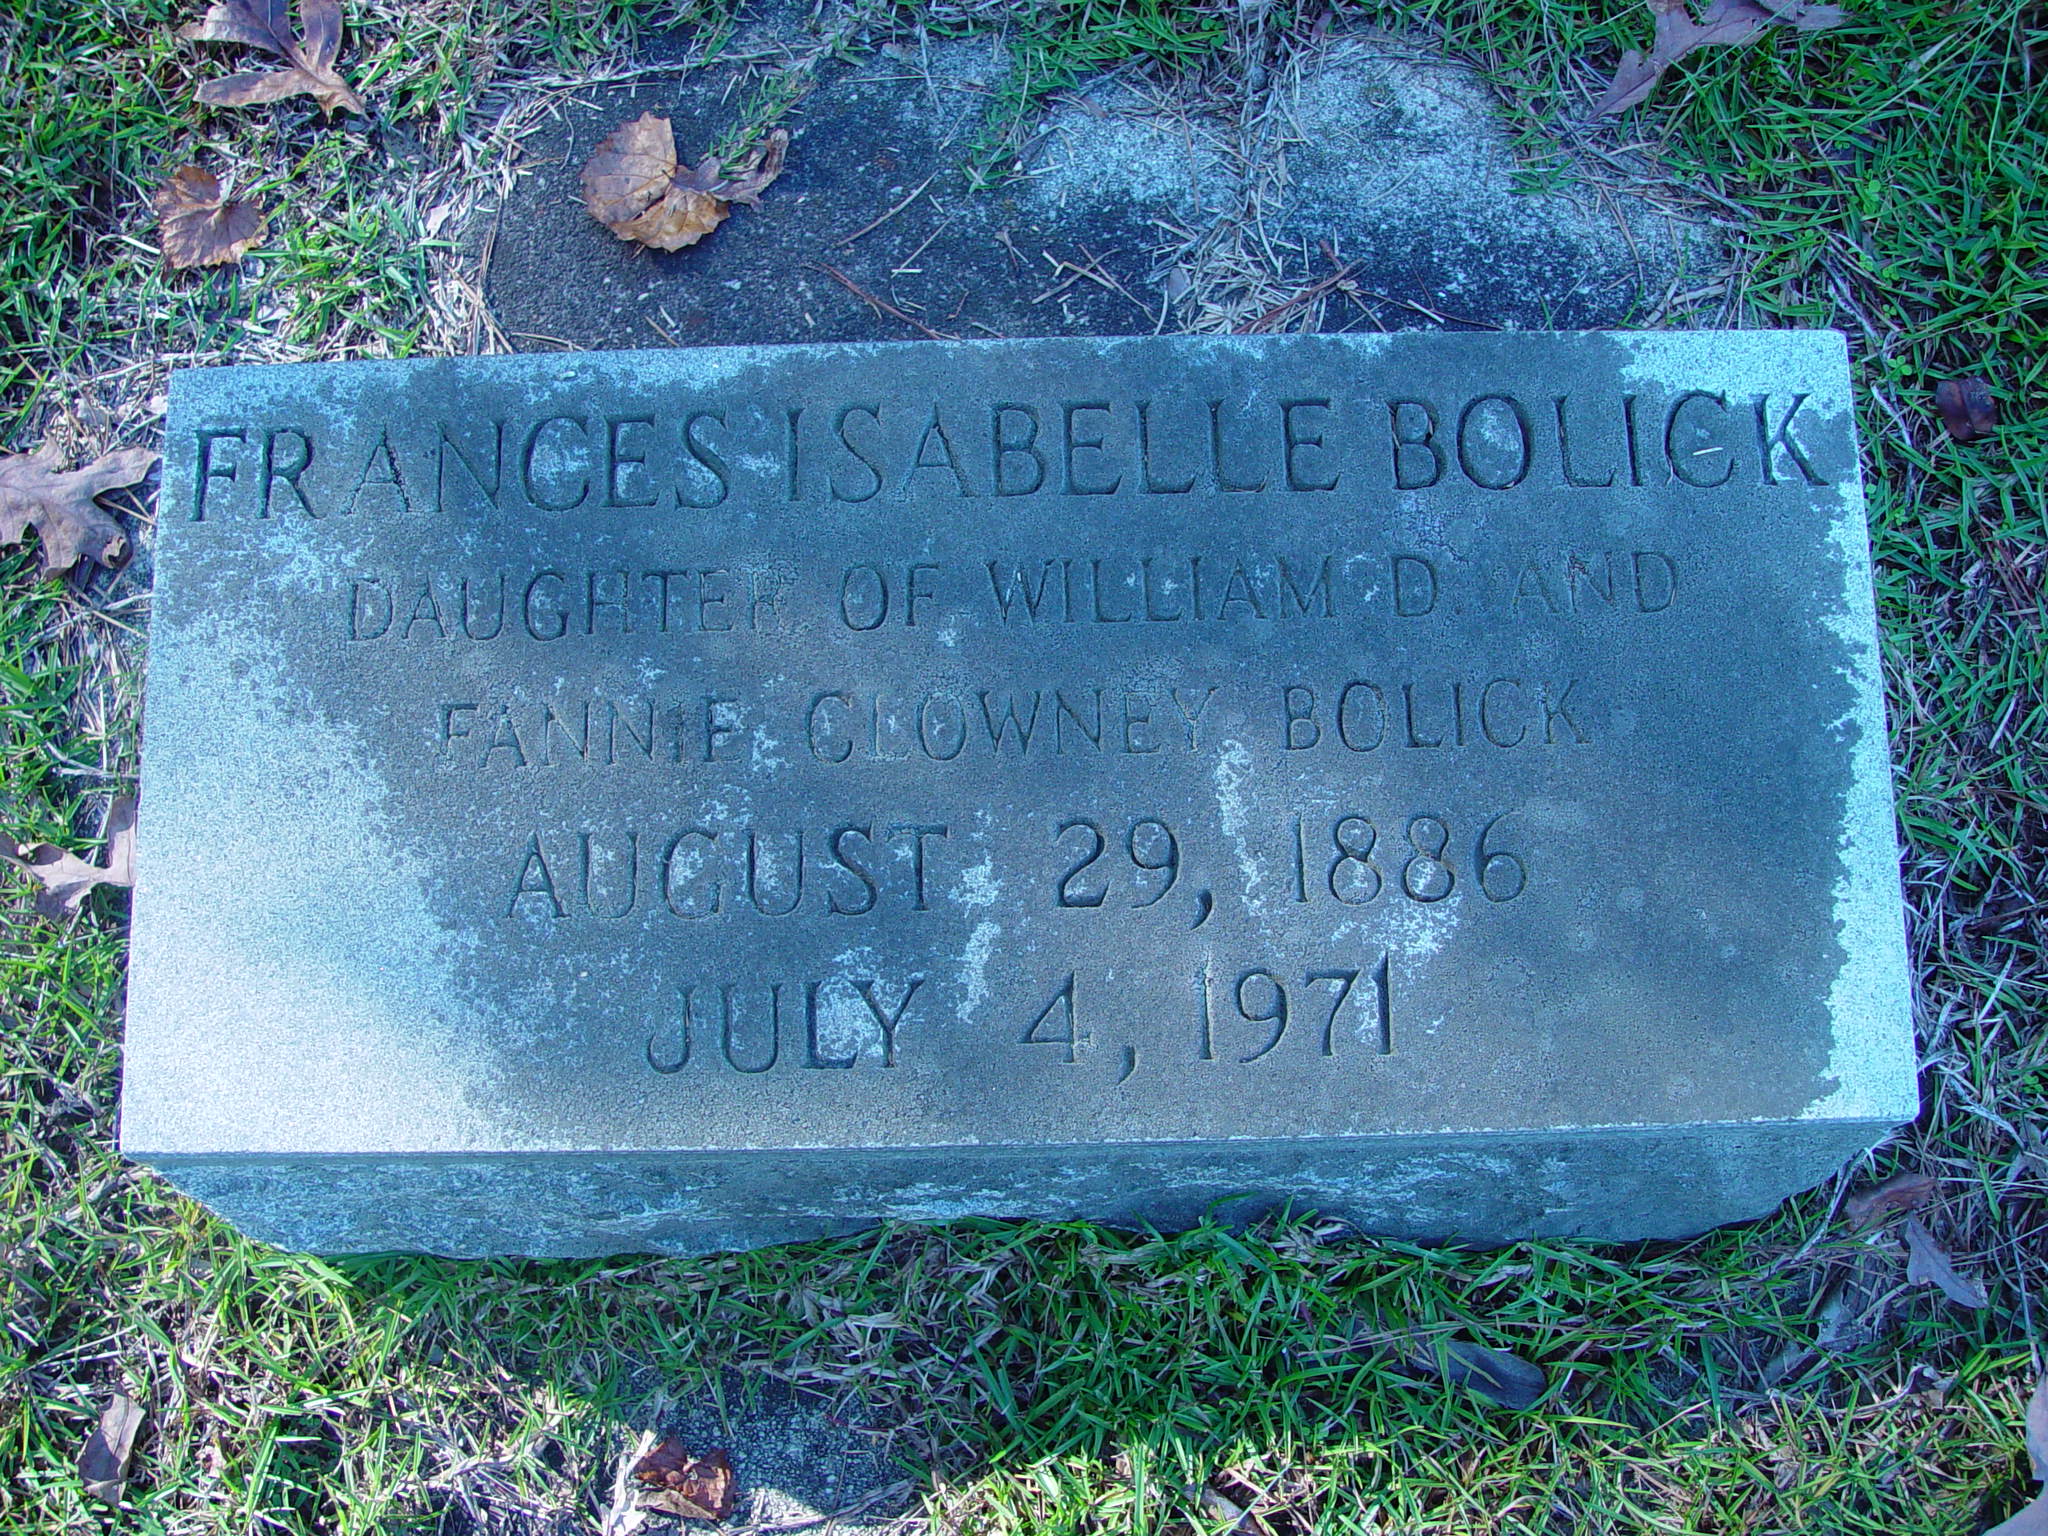 FRANCES ISABELLE BOLICK
DAUGHTER OF WILLIAM D. AND
FANNIE CLOWNEY BOLICK
AUGUST 29, 1886
JULY 4, 1971